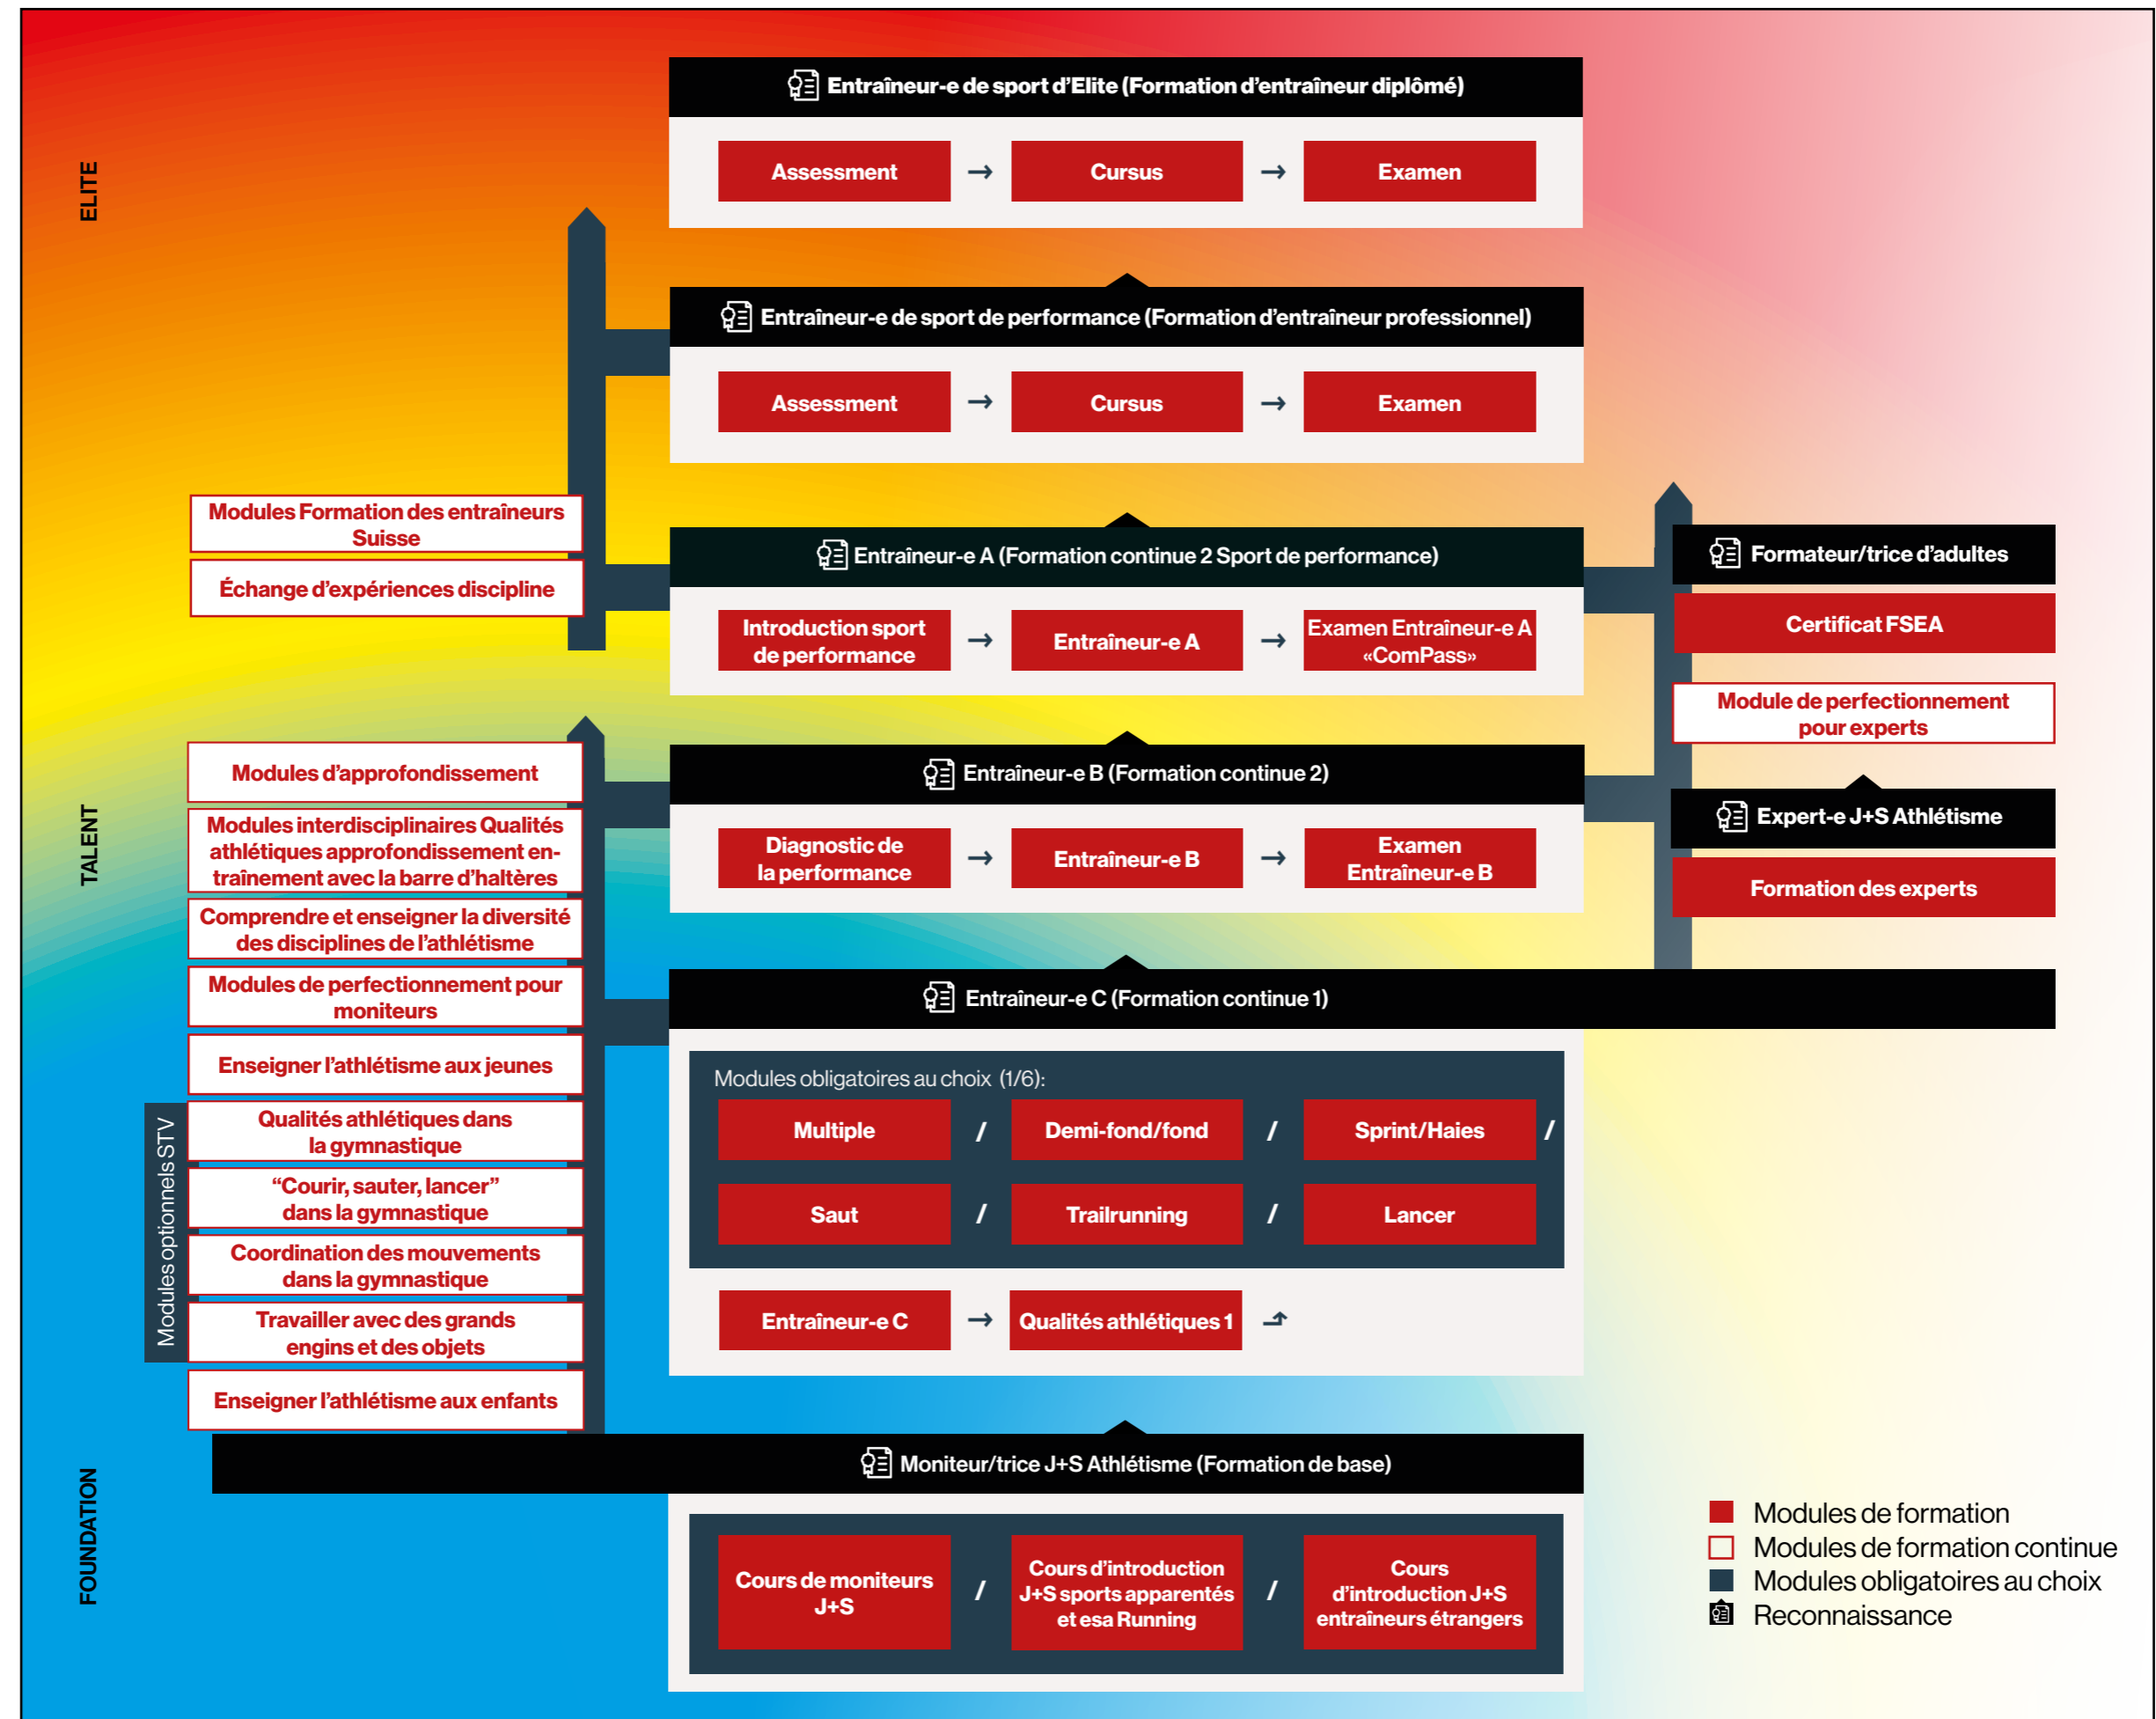 ELITE
Entraîneur-e de sport d’Elite (Formation d’entraîneur diplômé)
Assessment → Cursus → Examen
Entraîneur-e de sport de performance (Formation d’entraîneur professionnel)
Assessment → Cursus → Examen
Modules Formation des entraîneurs
Suisse
Échange d’expériences discipline
Entraîneur-e A (Formation continue 2 Sport de performance)
Introduction sport
de performance
→ Entraîneur-e A →
Examen Entraîneur-e A
«ComPass»
Formateur/trice d’adultes
Certificat FSEA
Module de perfectionnement
pour experts
Expert-e J+S Athlétisme
Formation des experts
TALENT
Modules d’approfondissement
Modules interdisciplinaires Qualités
athlétiques approfondissement en-
traînement avec la barre d’haltères
Comprendre et enseigner la diversité
des disciplines de l’athlétisme
Modules de perfectionnement pour
moniteurs
Enseigner l’athlétisme aux jeunes
Modules optionnels STV
Qualités athlétiques dans
la gymnastique
“Courir, sauter, lancer”
dans la gymnastique
Coordination des mouvements
dans la gymnastique
Travailler avec des grands
engins et des objets
Enseigner l’athlétisme aux enfants
Entraîneur-e B (Formation continue 2)
Diagnostic de
la performance
→ Entraîneur-e B →
Examen
Entraîneur-e B
Entraîneur-e C (Formation continue 1)
Modules obligatoires au choix (1/6):
Multiple / Demi-fond/fond / Sprint/Haies /
Saut / Trailrunning / Lancer
Entraîneur-e C → Qualités athlétiques 1
FOUNDATION
Moniteur/trice J+S Athlétisme (Formation de base)
Cours de moniteurs
J+S
/
Cours d’introduction
J+S sports apparentés
et esa Running
/
Cours
d’introduction J+S
entraîneurs étrangers
Modules de formation
Modules de formation continue
Modules obligatoires au choix
Reconnaissance